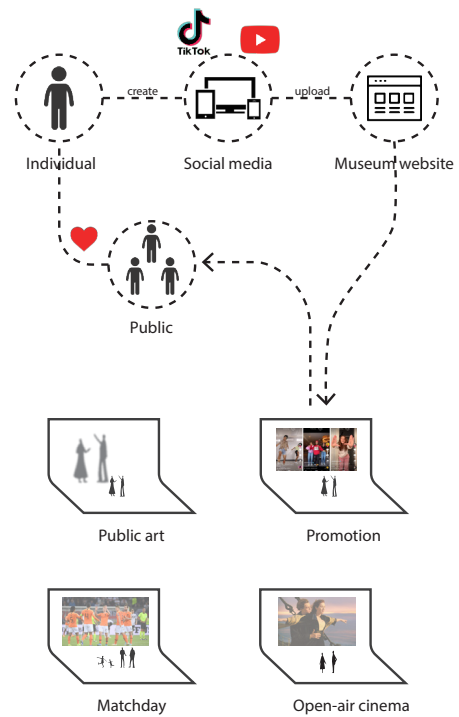 TikTok
create
upload
Individual
Social media
Museum website
Public
Public art
Promotion
Matchday
Open-air cinema